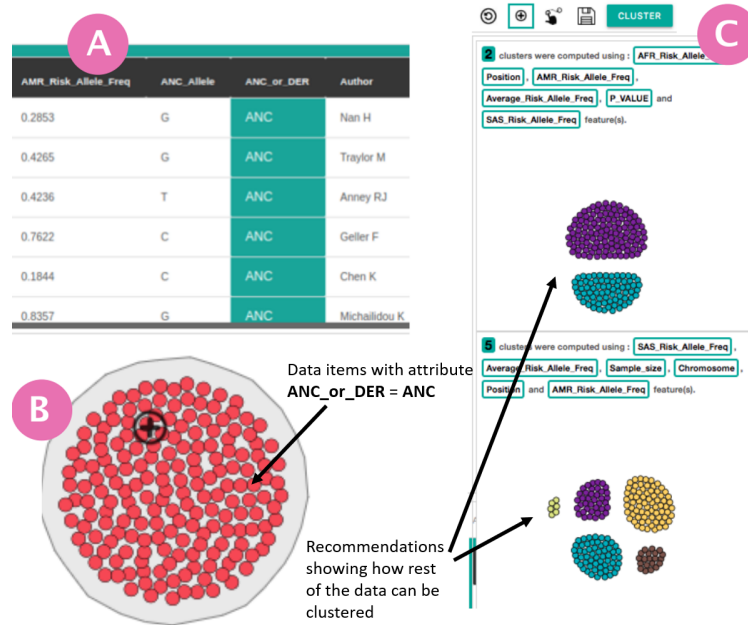 A
AMR_Risk_Allele_Freq ANC_Allele ANC_or_DER Author
0.2853 G ANC Nan H
0.4265 G ANC Traylor M
0.4236 T ANC Anney RJ
0.7622 C ANC Geller F
0.1844 C ANC Chen K
0.8357 G ANC Michailidou K
B
Data items with attribute
ANC_or_DER = ANC
Recommendations
showing how rest
of the data can be
clustered
CLUSTER
C
2 clusters were computed using : AFR_Risk_Allele_
Position , AMR_Risk_Allele_Freq ,
Average_Risk_Allele_Freq , P_VALUE and
SAS_Risk_Allele_Freq feature(s).
5 clusters were computed using : SAS_Risk_Allele_Freq ,
Average_Risk_Allele_Freq , Sample_size , Chromosome ,
Position and AMR_Risk_Allele_Freq feature(s).